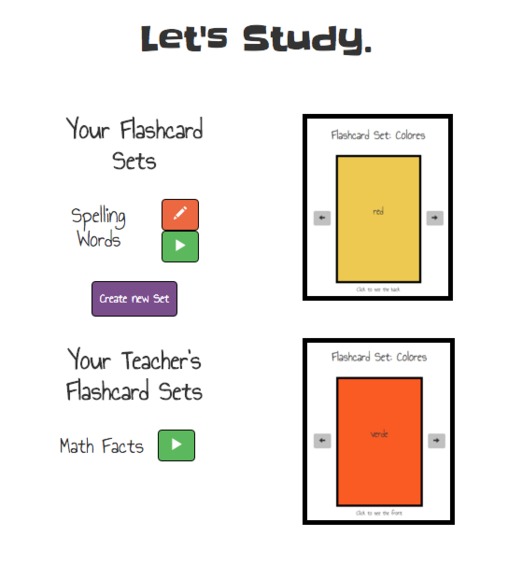 Let's Study.
Your Flashcard
Sets
Spelling
Words
Create new Set
Your Teacher's
Flashcard Sets
Math Facts
Flashcard Set: Colores
red
Click to see the back
Flashcard Set: Colores
verde
Click to see the front